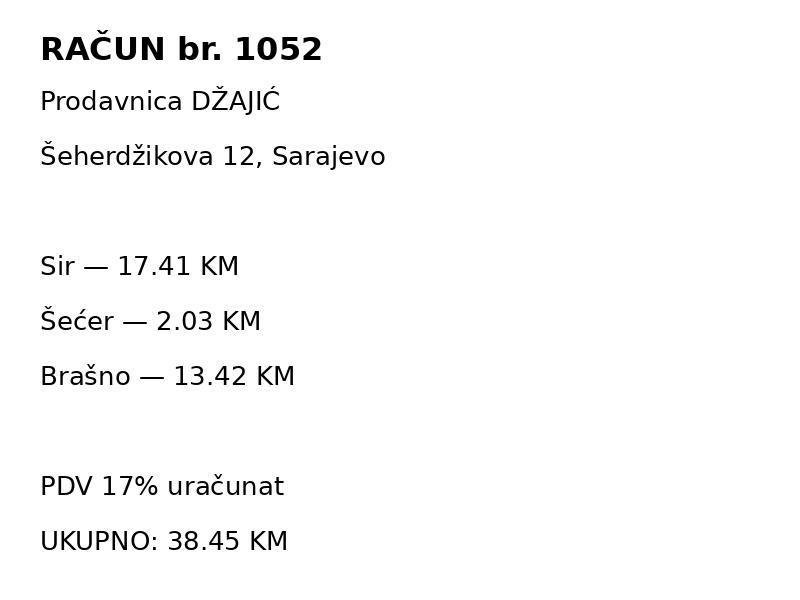 RAČUN br. 1052
Prodavnica DŽAJIĆ
Šeherdžikova 12, Sarajevo
Sir — 17.41 KM
Šećer — 2.03 KM
Brašno — 13.42 KM
PDV 17% uračunat
UKUPNO: 38.45 KM